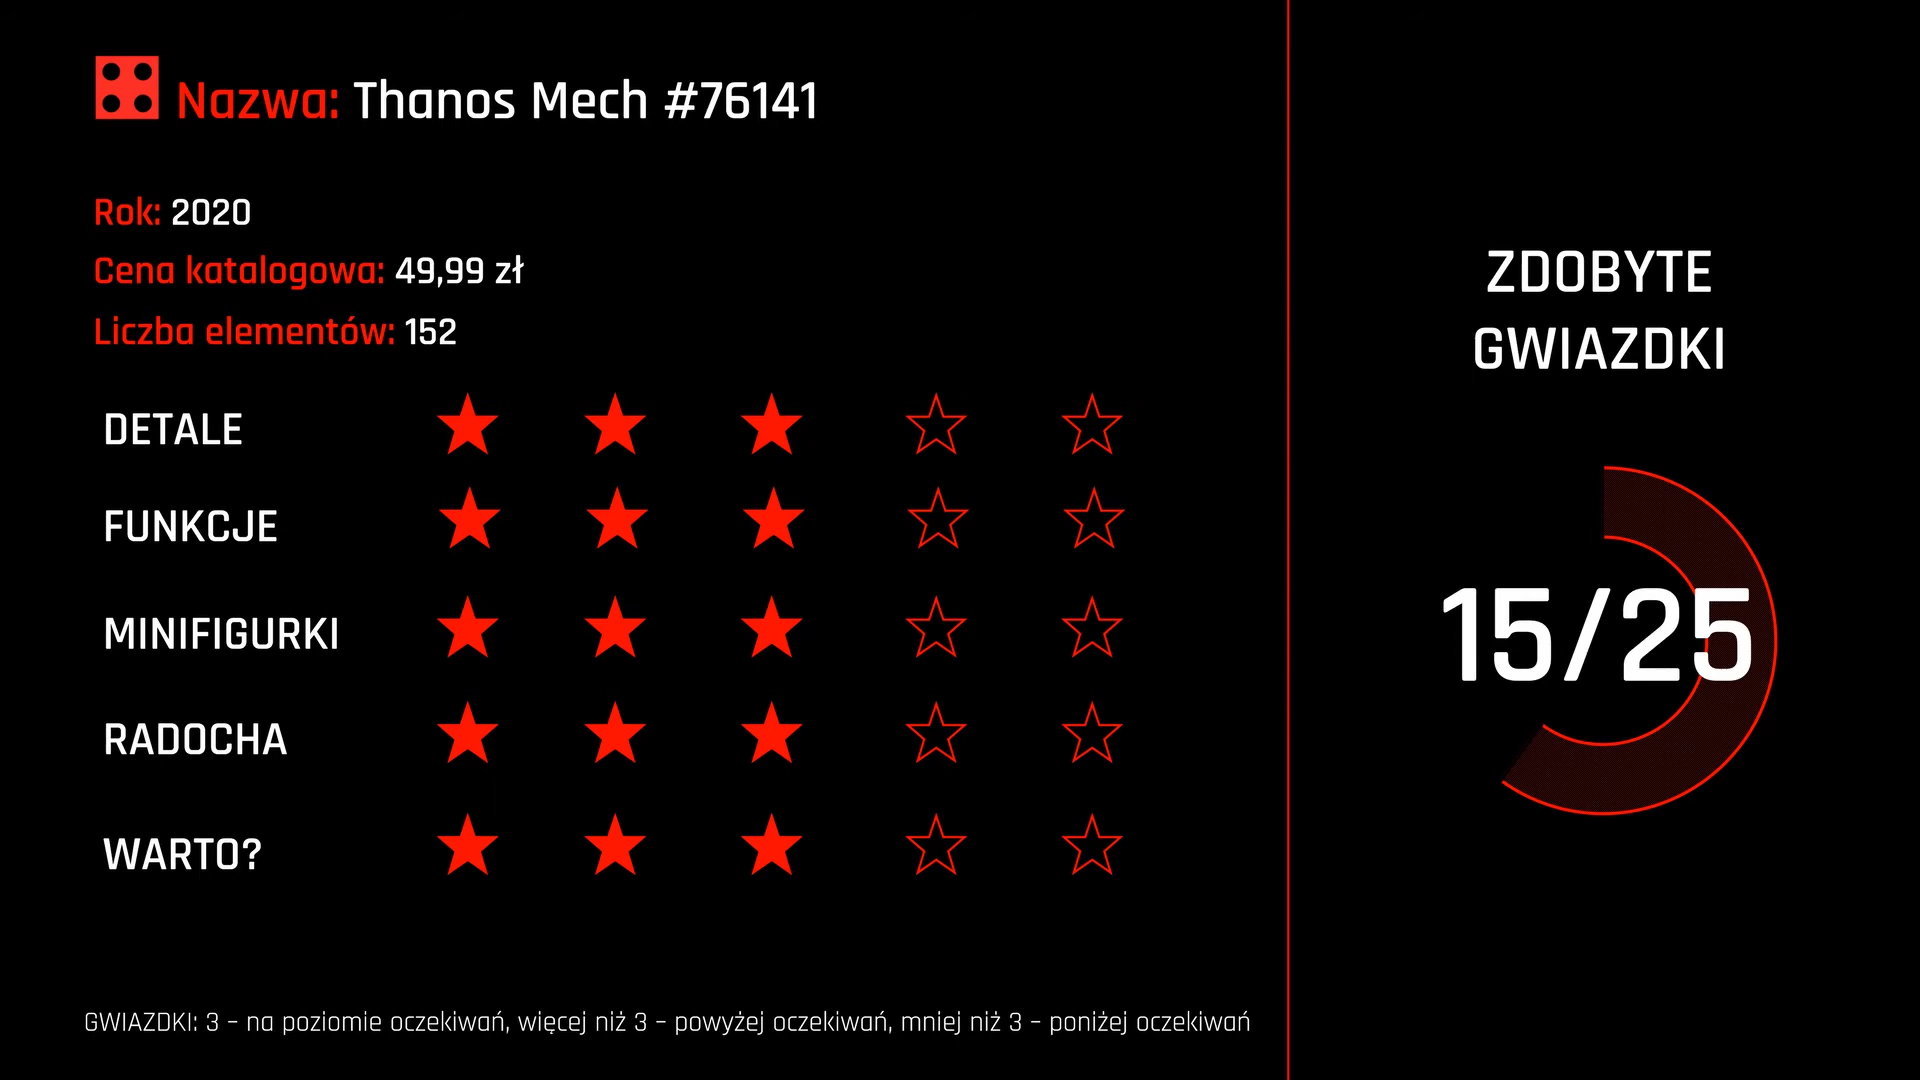 Nazwa: Thanos Mech #76141
Rok: 2020
Cena katalogowa: 49,99 zł
Liczba elementów: 152
DETALE
FUNKCJE
MINIFIGURKI
RADOCHA
WARTO?
GWIAZDKI: 3 – na poziomie oczekiwań, więcej niż 3 – powyżej oczekiwań, mniej niż 3 – poniżej oczekiwań
ZDOBYTE
GWIAZDKI
15/25